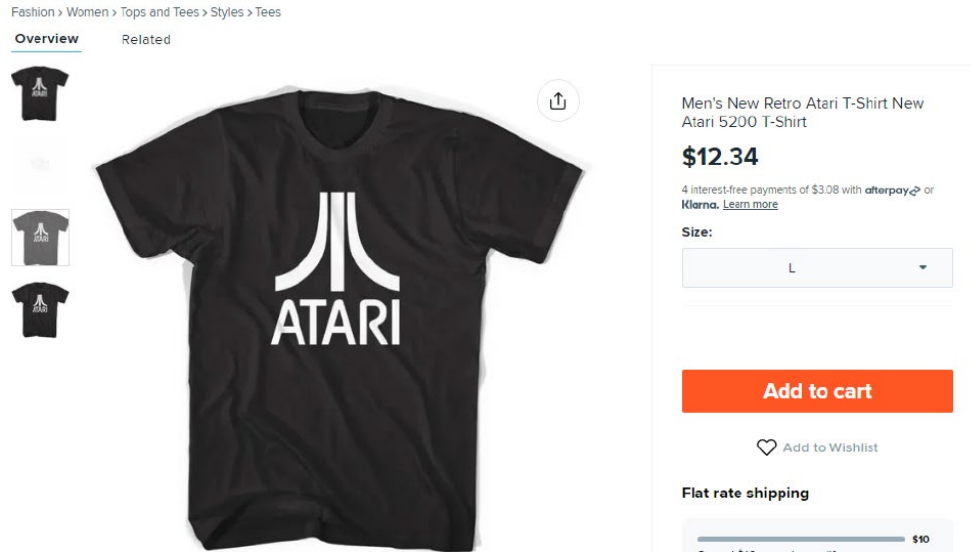 Fashion > Women > Tops and Tees > Styles > Tees
Overview
Related
ATARI
ATARI
ATARI
ATARI
Men's New Retro Atari T-Shirt New
Atari 5200 T-Shirt
$12.34
4 interest-free payments of $3.08 with afterpay or
Klarna. Learn more
Size:
L
Add to cart
Add to Wishlist
Flat rate shipping
$10